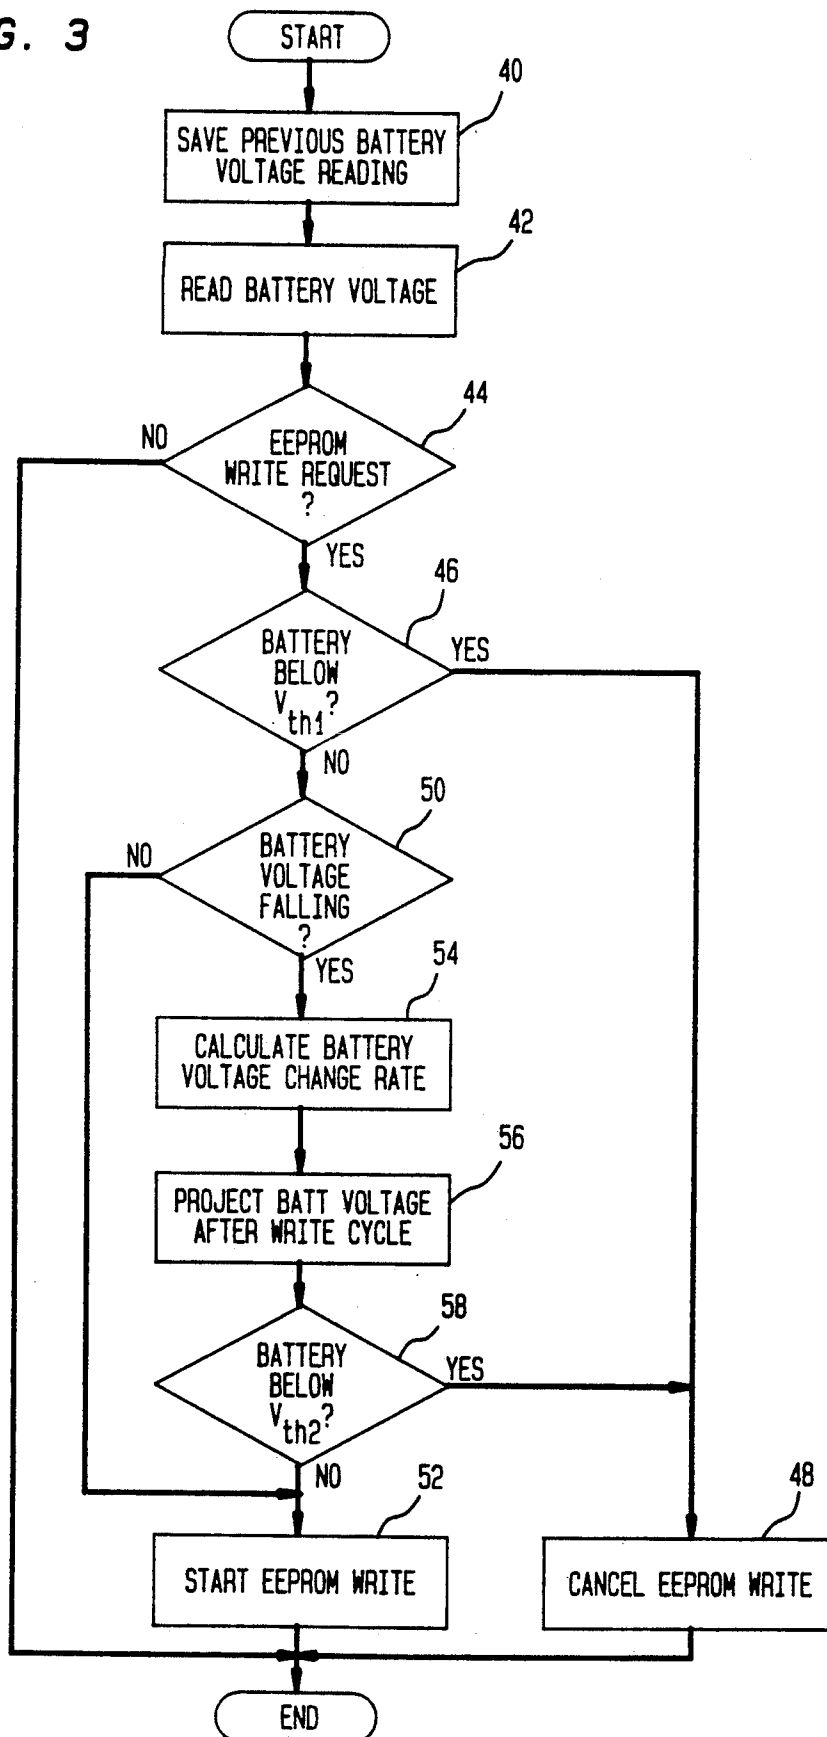 G. 3
START
40
SAVE PREVIOUS BATTERY
VOLTAGE READING
42
READ BATTERY VOLTAGE
44
NO
EEPROM
WRITE REQUEST
?
YES
46
BATTERY
BELOW
Vth1?
YES
NO
50
NO
BATTERY
VOLTAGE
FALLING
?
YES
54
CALCULATE BATTERY
VOLTAGE CHANGE RATE
56
PROJECT BATT VOLTAGE
AFTER WRITE CYCLE
58
BATTERY
BELOW
Vth2?
YES
NO
52
48
START EEPROM WRITE
CANCEL EEPROM WRITE
END